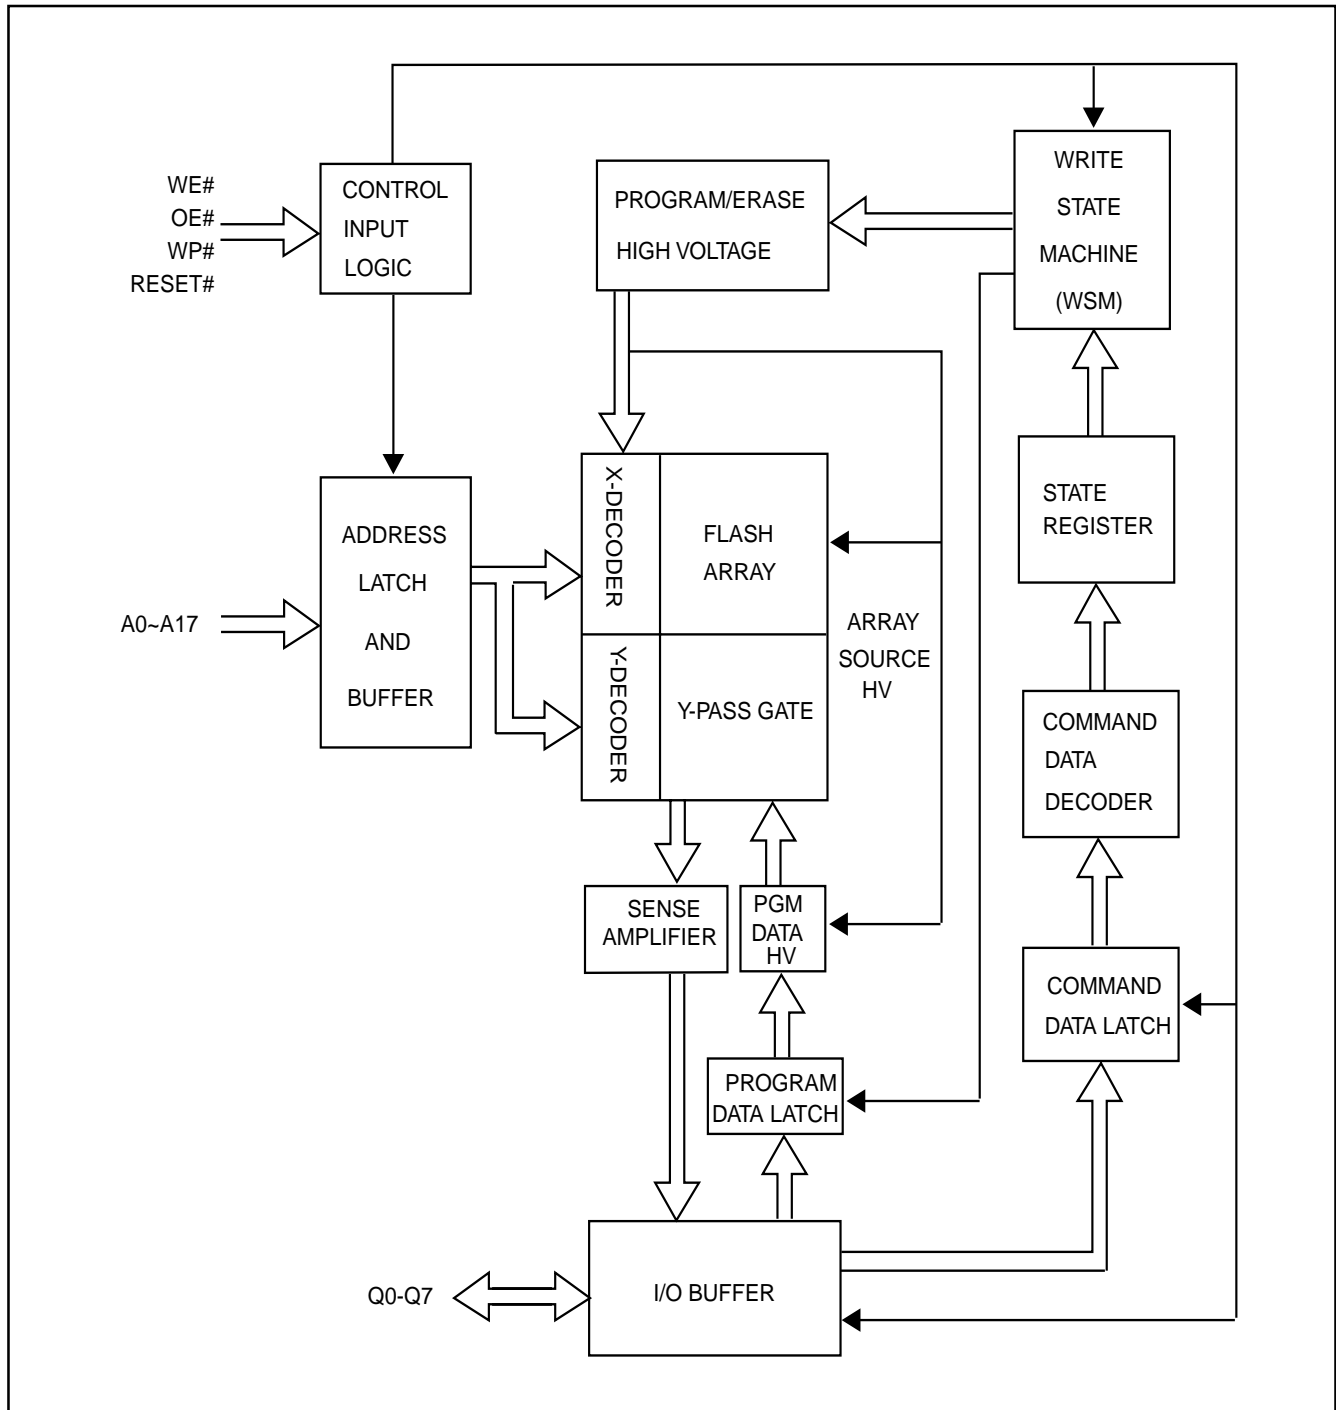 WE#
OE#
WP#
RESET#
CONTROL
INPUT
LOGIC
PROGRAM/ERASE
HIGH VOLTAGE
WRITE
STATE
MACHINE
(WSM)
A0~A17
ADDRESS
LATCH
AND
BUFFER
X-DECODER
FLASH
ARRAY
Y-DECODER
Y-PASS GATE
ARRAY
SOURCE
HV
STATE
REGISTER
COMMAND
DATA
DECODER
SENSE
AMPLIFIER
PGM
DATA
HV
COMMAND
DATA LATCH
PROGRAM
DATA LATCH
Q0-Q7
I/O BUFFER